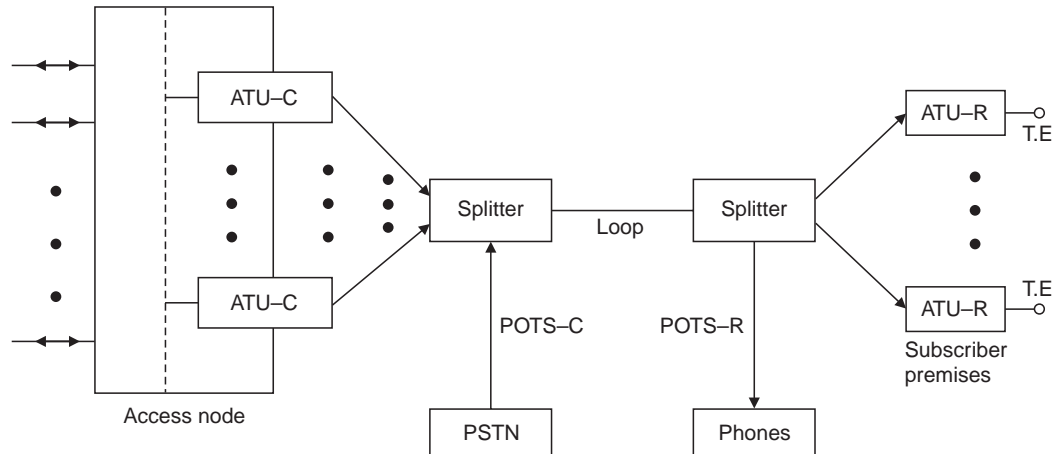 ATU–C
ATU–R
T.E
Splitter
Splitter
Loop
ATU–C
T.E
ATU–R
POTS–C
POTS–R
Subscriber
premises
Access node
PSTN
Phones